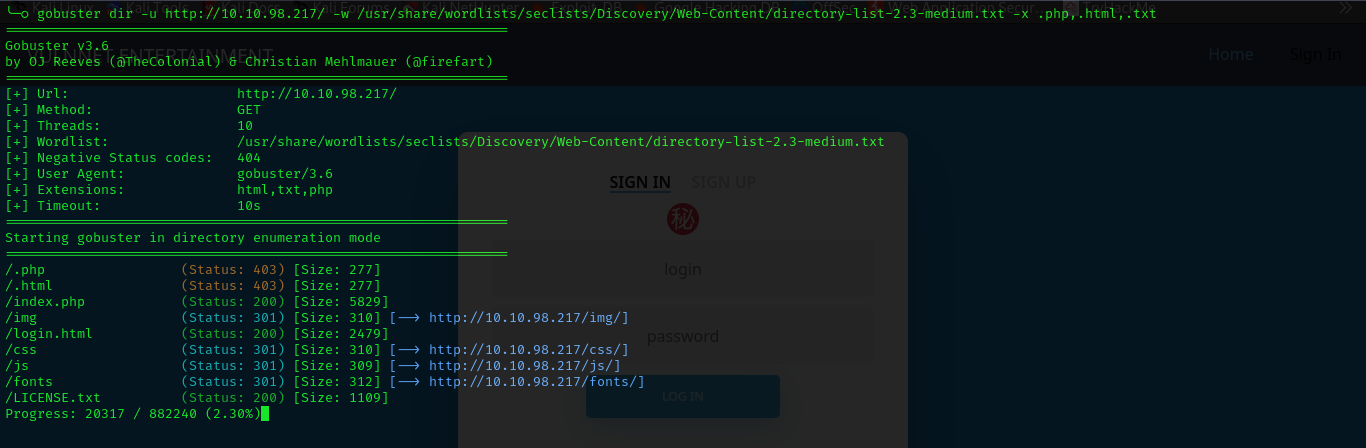 ╰─○ gobuster dir -u http://10.10.98.217/ -w /usr/share/wordlists/seclists/Discovery/Web-Content/directory-list-2.3-medium.txt -x .php,.html,.txt
===============================================================
Gobuster v3.6
by OJ Reeves (@TheColonial) & Christian Mehlmauer (@firefart)
===============================================================
[+] Url: http://10.10.98.217/
[+] Method: GET
[+] Threads: 10
[+] Wordlist: /usr/share/wordlists/seclists/Discovery/Web-Content/directory-list-2.3-medium.txt
[+] Negative Status codes: 404
[+] User Agent: gobuster/3.6
[+] Extensions: html,txt,php
[+] Timeout: 10s
===============================================================
Starting gobuster in directory enumeration mode
===============================================================
/.php (Status: 403) [Size: 277]
/.html (Status: 403) [Size: 277]
/index.php (Status: 200) [Size: 5829]
/img (Status: 301) [Size: 310] [--> http://10.10.98.217/img/]
/login.html (Status: 200) [Size: 2479]
/css (Status: 301) [Size: 310] [--> http://10.10.98.217/css/]
/js (Status: 301) [Size: 309] [--> http://10.10.98.217/js/]
/fonts (Status: 301) [Size: 312] [--> http://10.10.98.217/fonts/]
/LICENSE.txt (Status: 200) [Size: 1109]
Progress: 20317 / 882240 (2.30%)
VULNNET ENTERTAINMENT
Home Sign In
SIGN IN SIGN UP
秘
login
password
LOG IN